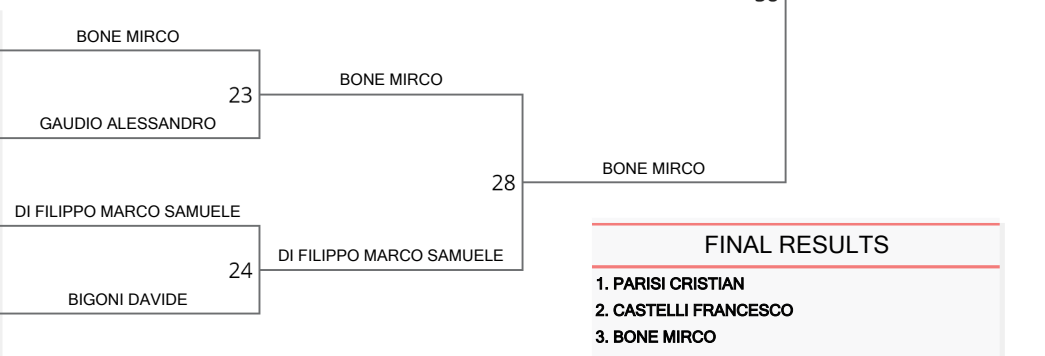 BONE MIRCO
23
GAUDIO ALESSANDRO
BONE MIRCO
DI FILIPPO MARCO SAMUELE
24
BIGONI DAVIDE
DI FILIPPO MARCO SAMUELE
28
BONE MIRCO
FINAL RESULTS
1. PARISI CRISTIAN
2. CASTELLI FRANCESCO
3. BONE MIRCO